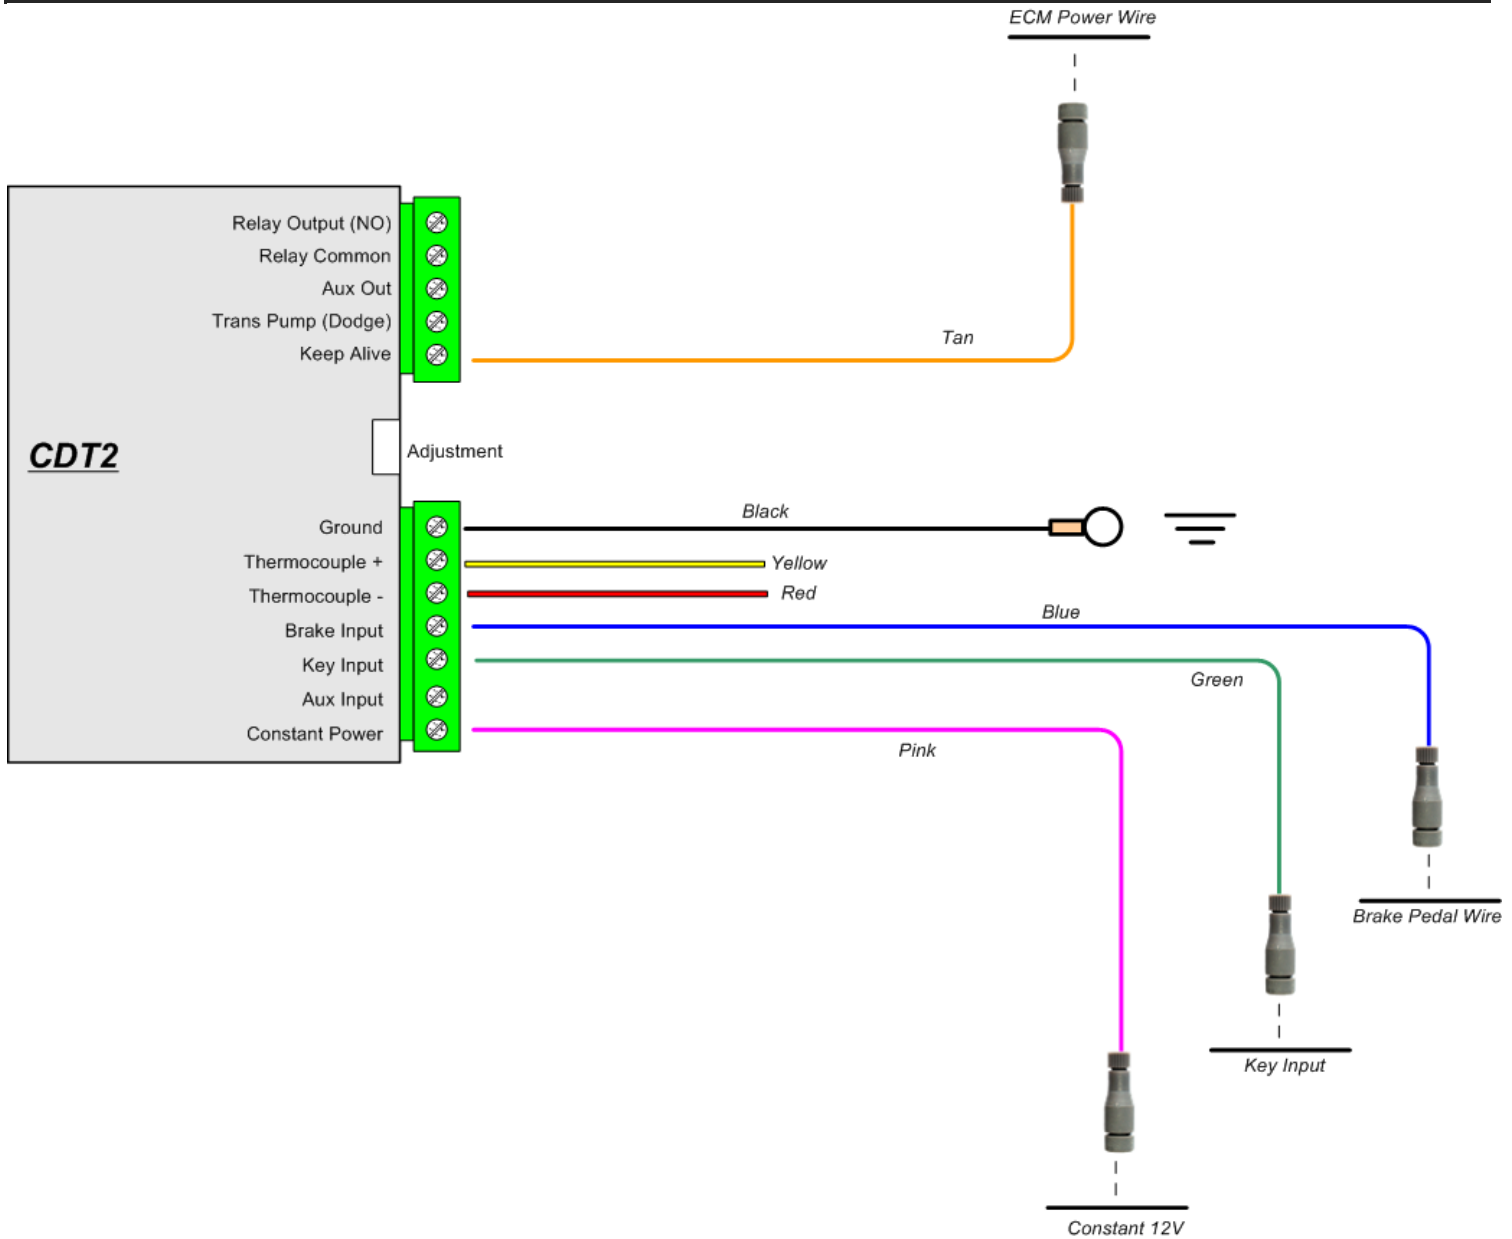 ECM Power Wire
Relay Output (NO)
Relay Common
Aux Out
Trans Pump (Dodge)
Keep Alive
Tan
CDT2
Adjustment
Ground
Black
Thermocouple +
Yellow
Thermocouple -
Red
Brake Input
Blue
Key Input
Green
Aux Input
Constant Power
Pink
Brake Pedal Wire
Key Input
Constant 12V